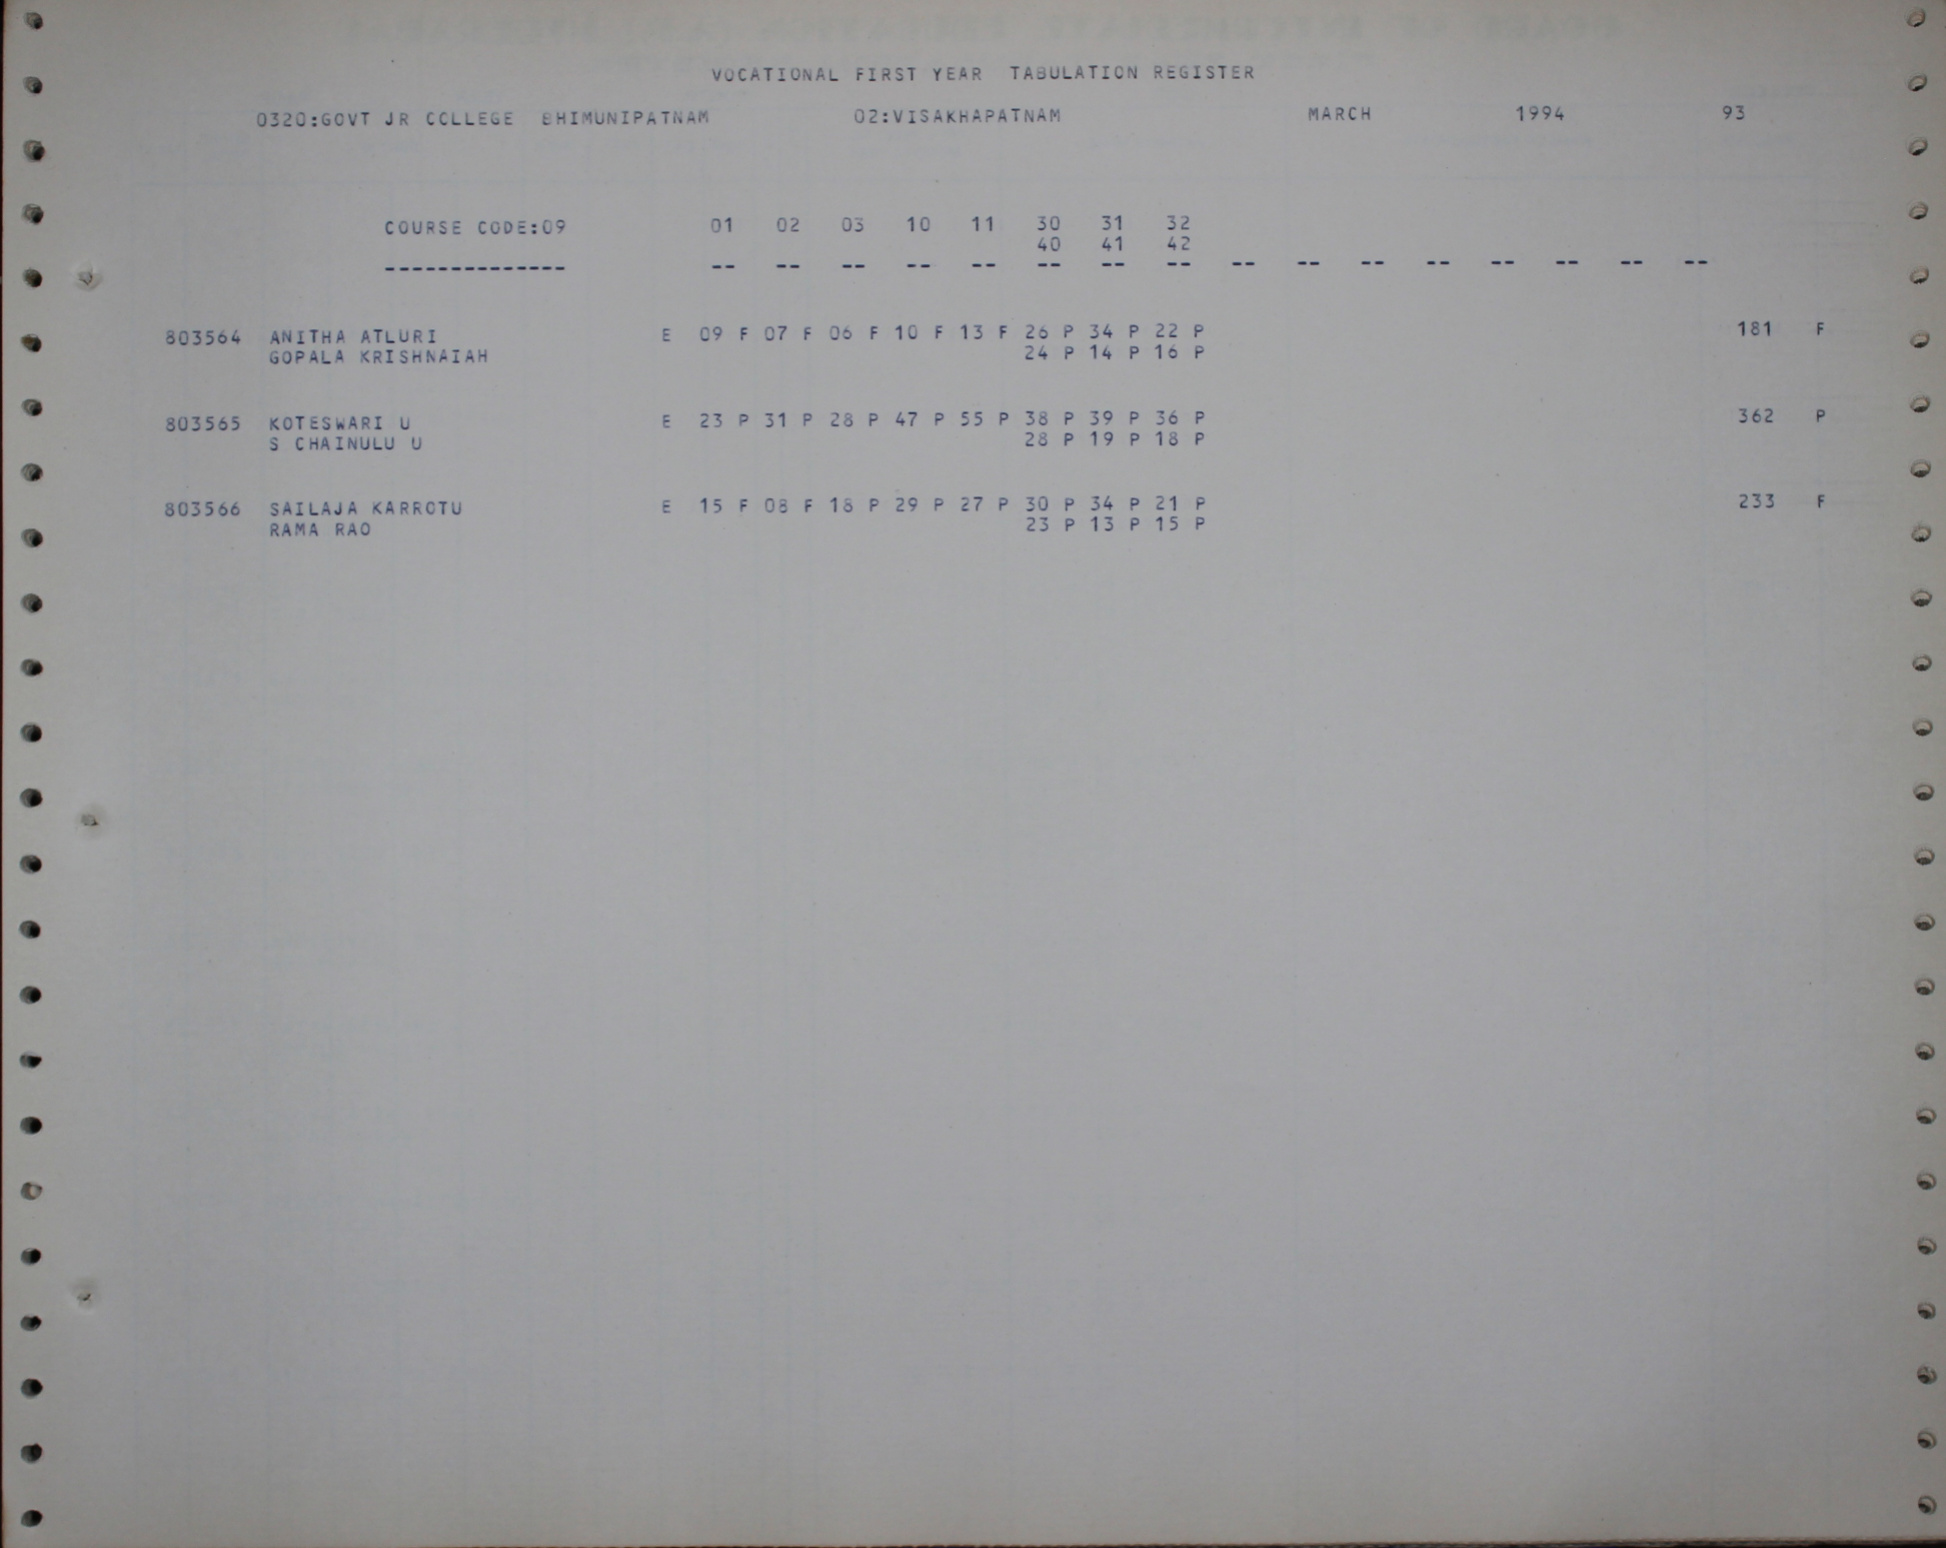 VOCATIONAL FIRST YEAR TABULATION REGISTER
0320:GOVT JR COLLEGE BHIMUNIPATNAM 02:VISAKHAPATNAM MARCH 1994 93
COURSE CODE:09 01 02 03 10 11 30 31 32
40 41 42
-------------- -- -- -- -- -- -- -- -- -- -- -- -- -- -- -- --
803564 ANITHA ATLURI E 09 F 07 F 06 F 10 F 13 F 26 P 34 P 22 P 181 F
GOPALA KRISHNAIAH 24 P 14 P 16 P
803565 KOTESWARI U E 23 P 31 P 28 P 47 P 55 P 38 P 39 P 36 P 362 P
S CHAINULU U 28 P 19 P 18 P
803566 SAILAJA KARROTU E 15 F 08 F 18 P 29 P 27 P 30 P 34 P 21 P 233 F
RAMA RAO 23 P 13 P 15 P